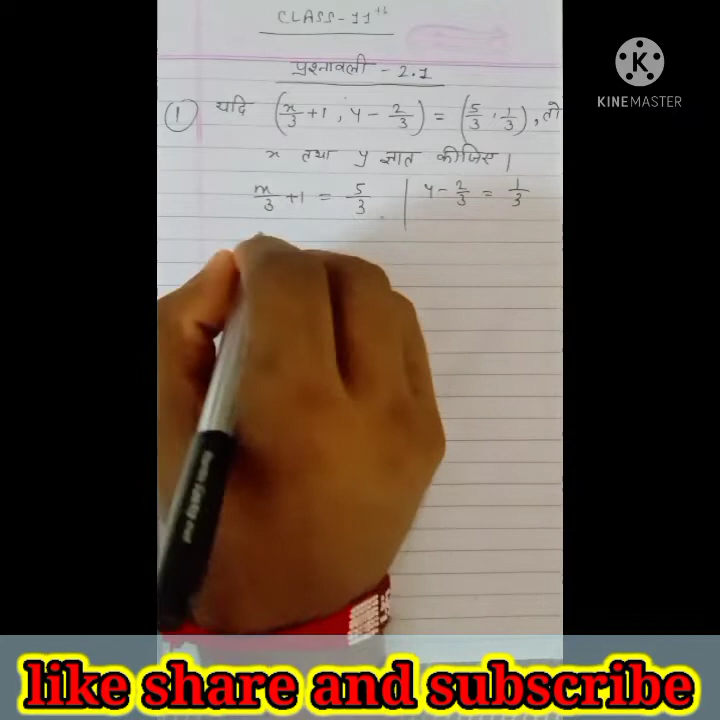 CLASS-11th
प्रश्नावली - 2.1
① यदि (x/3 + 1, y - 2/3) = (5/3, 1/3), तो
x तथा y ज्ञात कीजिए।
x/3 + 1 = 5/3 | y - 2/3 = 1/3
K
KINEMASTER
like share and subscribe